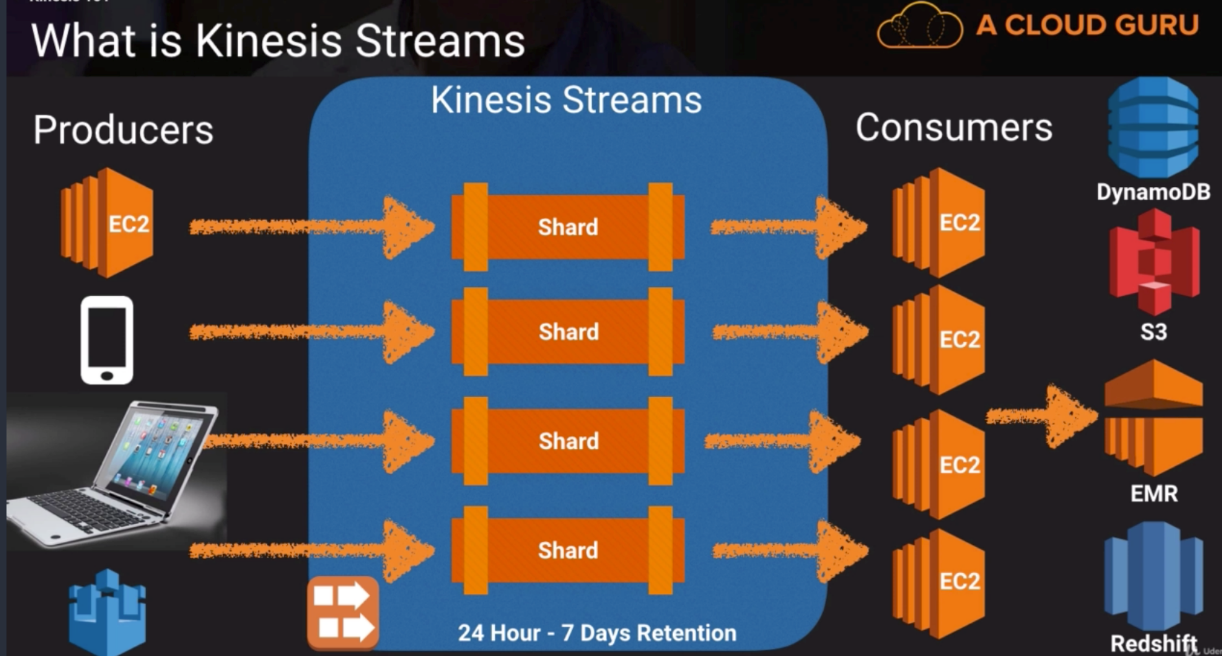 What is Kinesis Streams
A CLOUD GURU
Kinesis Streams
Producers
Consumers
EC2
Shard
EC2
DynamoDB
Shard
EC2
S3
Shard
EC2
EMR
Shard
EC2
24 Hour - 7 Days Retention
Redshift